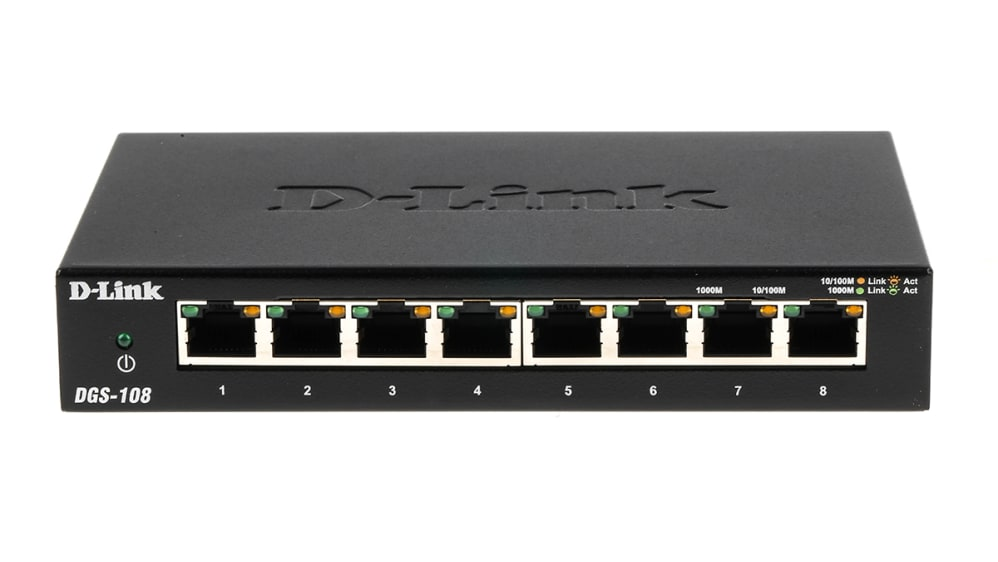 D-Link
D-Link
10/100M Link Act
1000M 10/100M 1000M Link Act
DGS-108
1 2 3 4 5 6 7 8